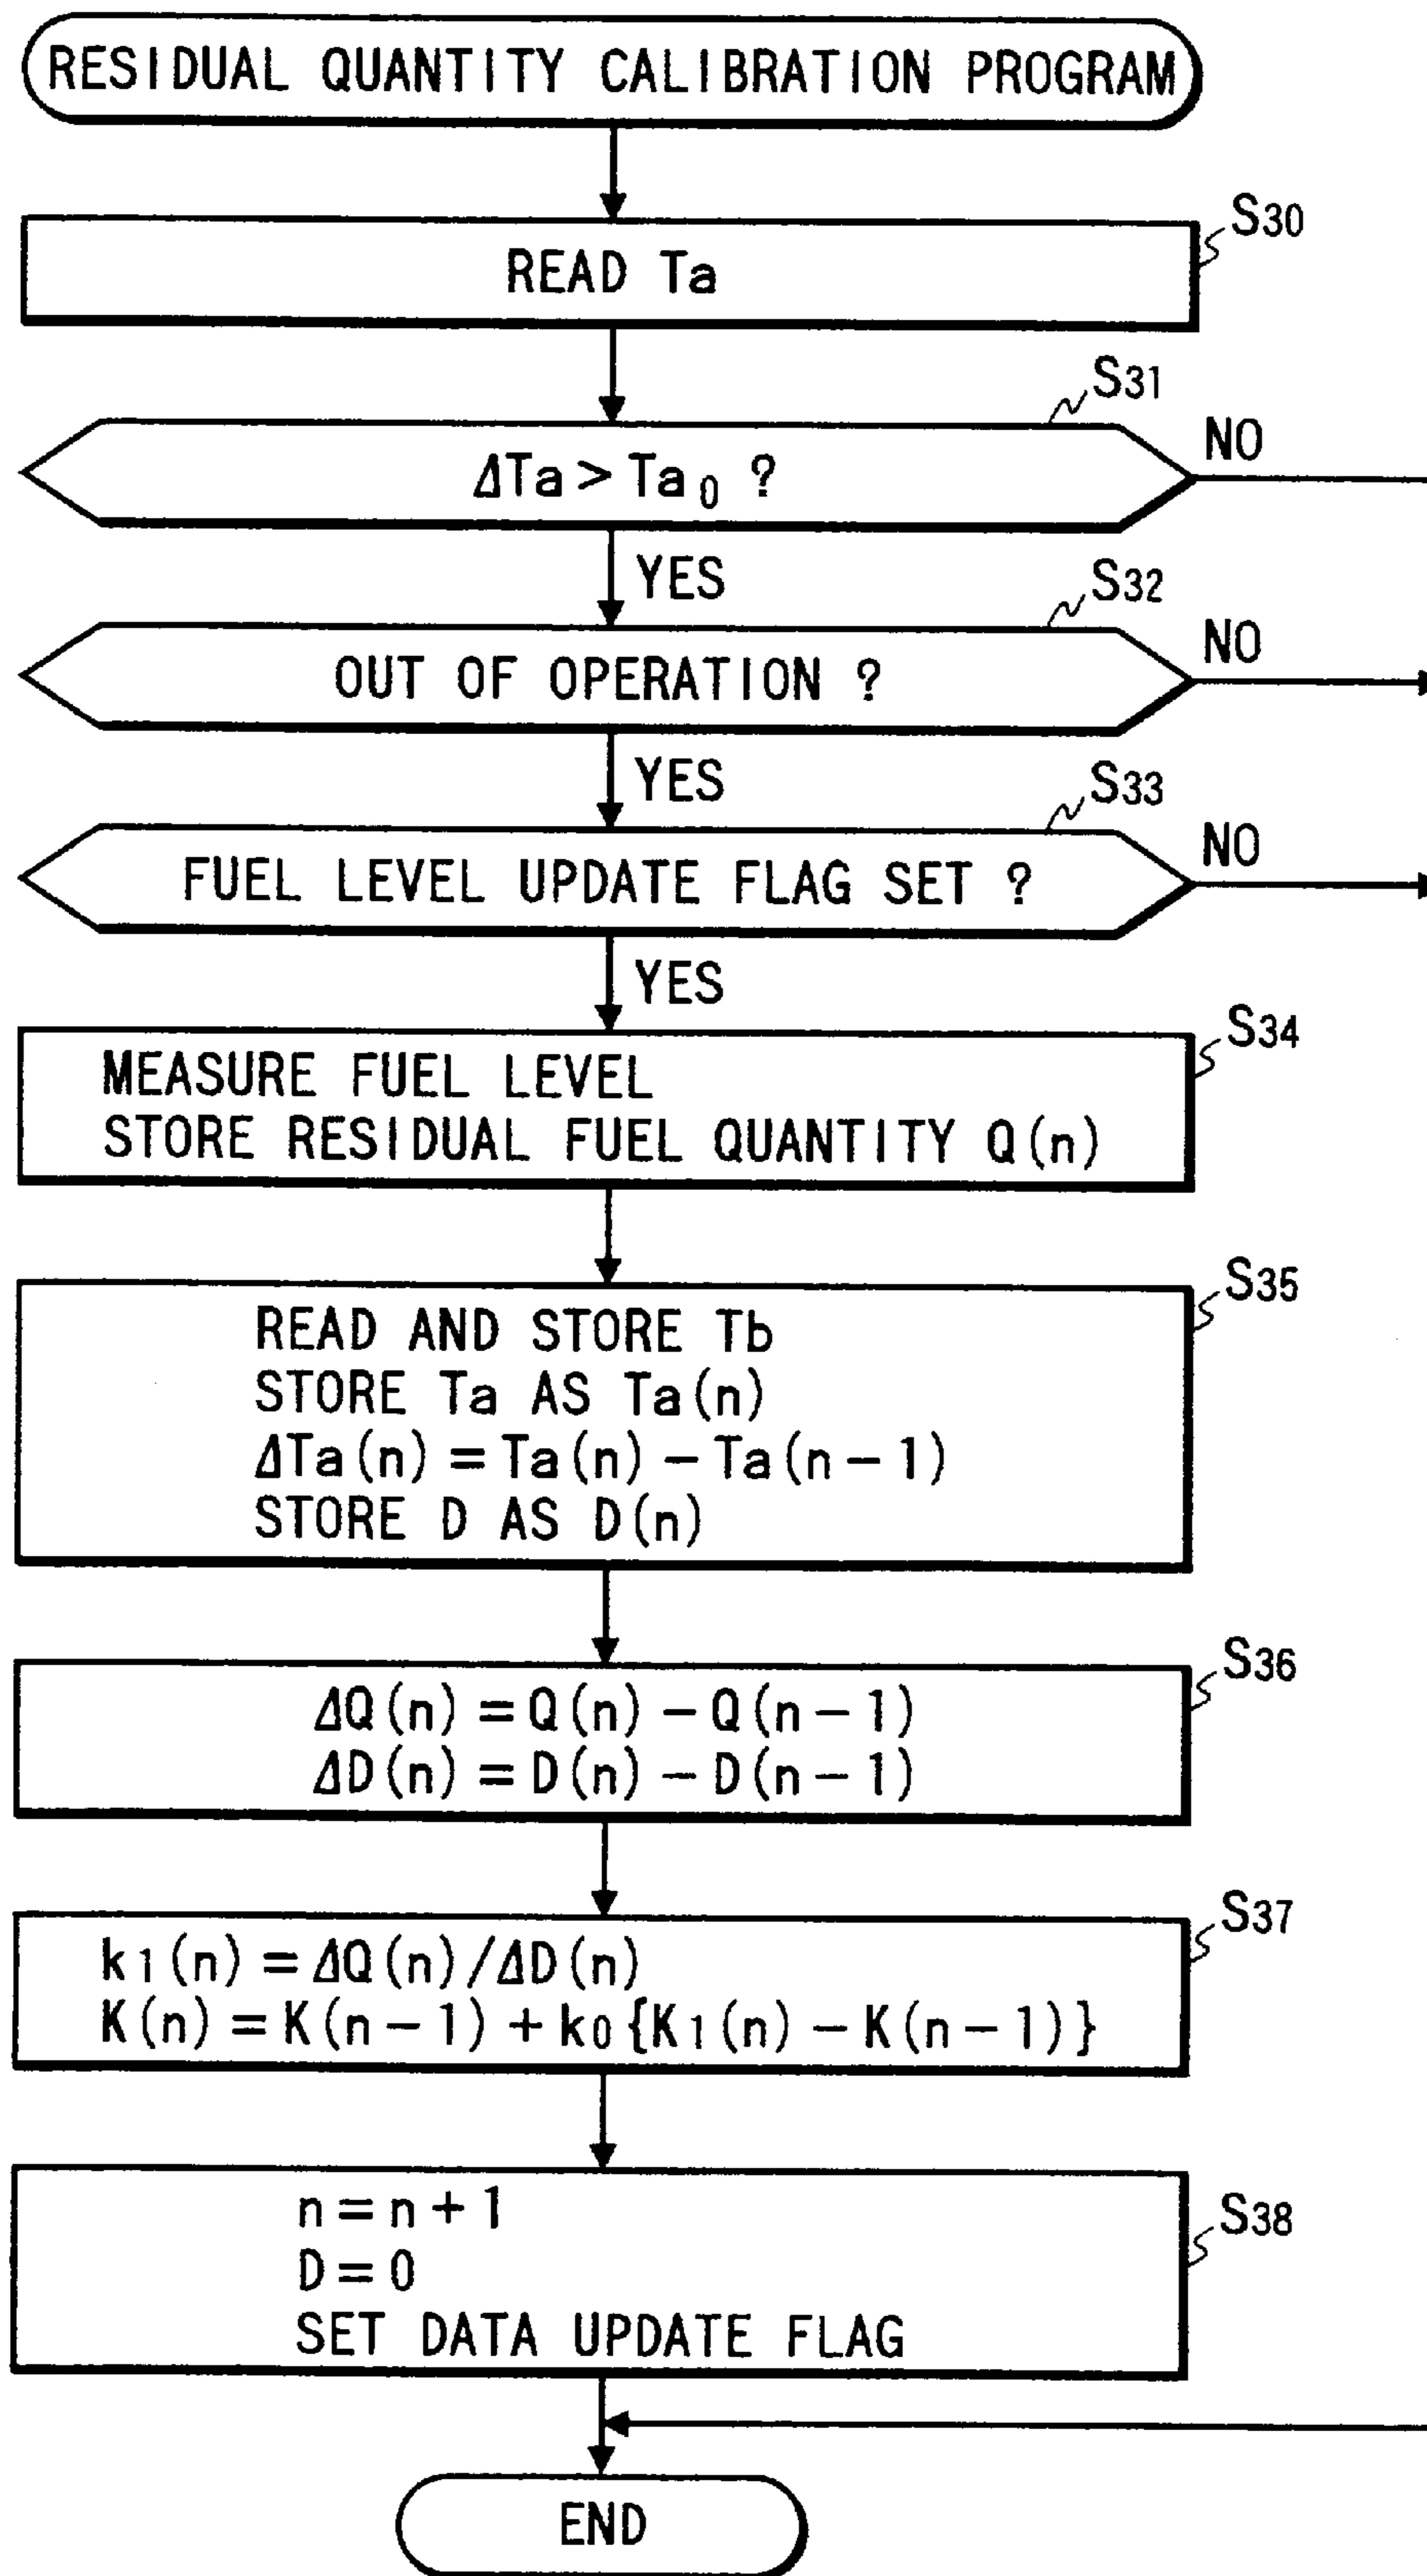 RESIDUAL QUANTITY CALIBRATION PROGRAM
S30
READ Ta
S31
ΔTa > Ta₀ ?
NO
YES
S32
OUT OF OPERATION ?
NO
YES
S33
FUEL LEVEL UPDATE FLAG SET ?
NO
YES
S34
MEASURE FUEL LEVEL
STORE RESIDUAL FUEL QUANTITY Q(n)
S35
READ AND STORE Tb
STORE Ta AS Ta(n)
ΔTa(n) = Ta(n) − Ta(n−1)
STORE D AS D(n)
S36
ΔQ(n) = Q(n) − Q(n−1)
ΔD(n) = D(n) − D(n−1)
S37
k₁(n) = ΔQ(n)/ΔD(n)
K(n) = K(n−1) + k₀{K₁(n) − K(n−1)}
S38
n = n + 1
D = 0
SET DATA UPDATE FLAG
END